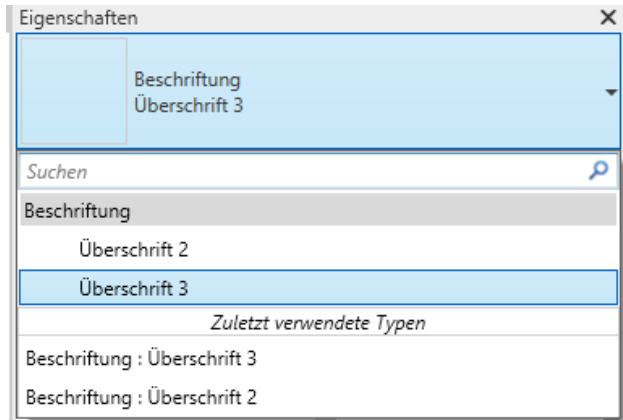 Eigenschaften
Beschriftung
Überschrift 3
Suchen
Beschriftung
Überschrift 2
Überschrift 3
Zuletzt verwendete Typen
Beschriftung : Überschrift 3
Beschriftung : Überschrift 2